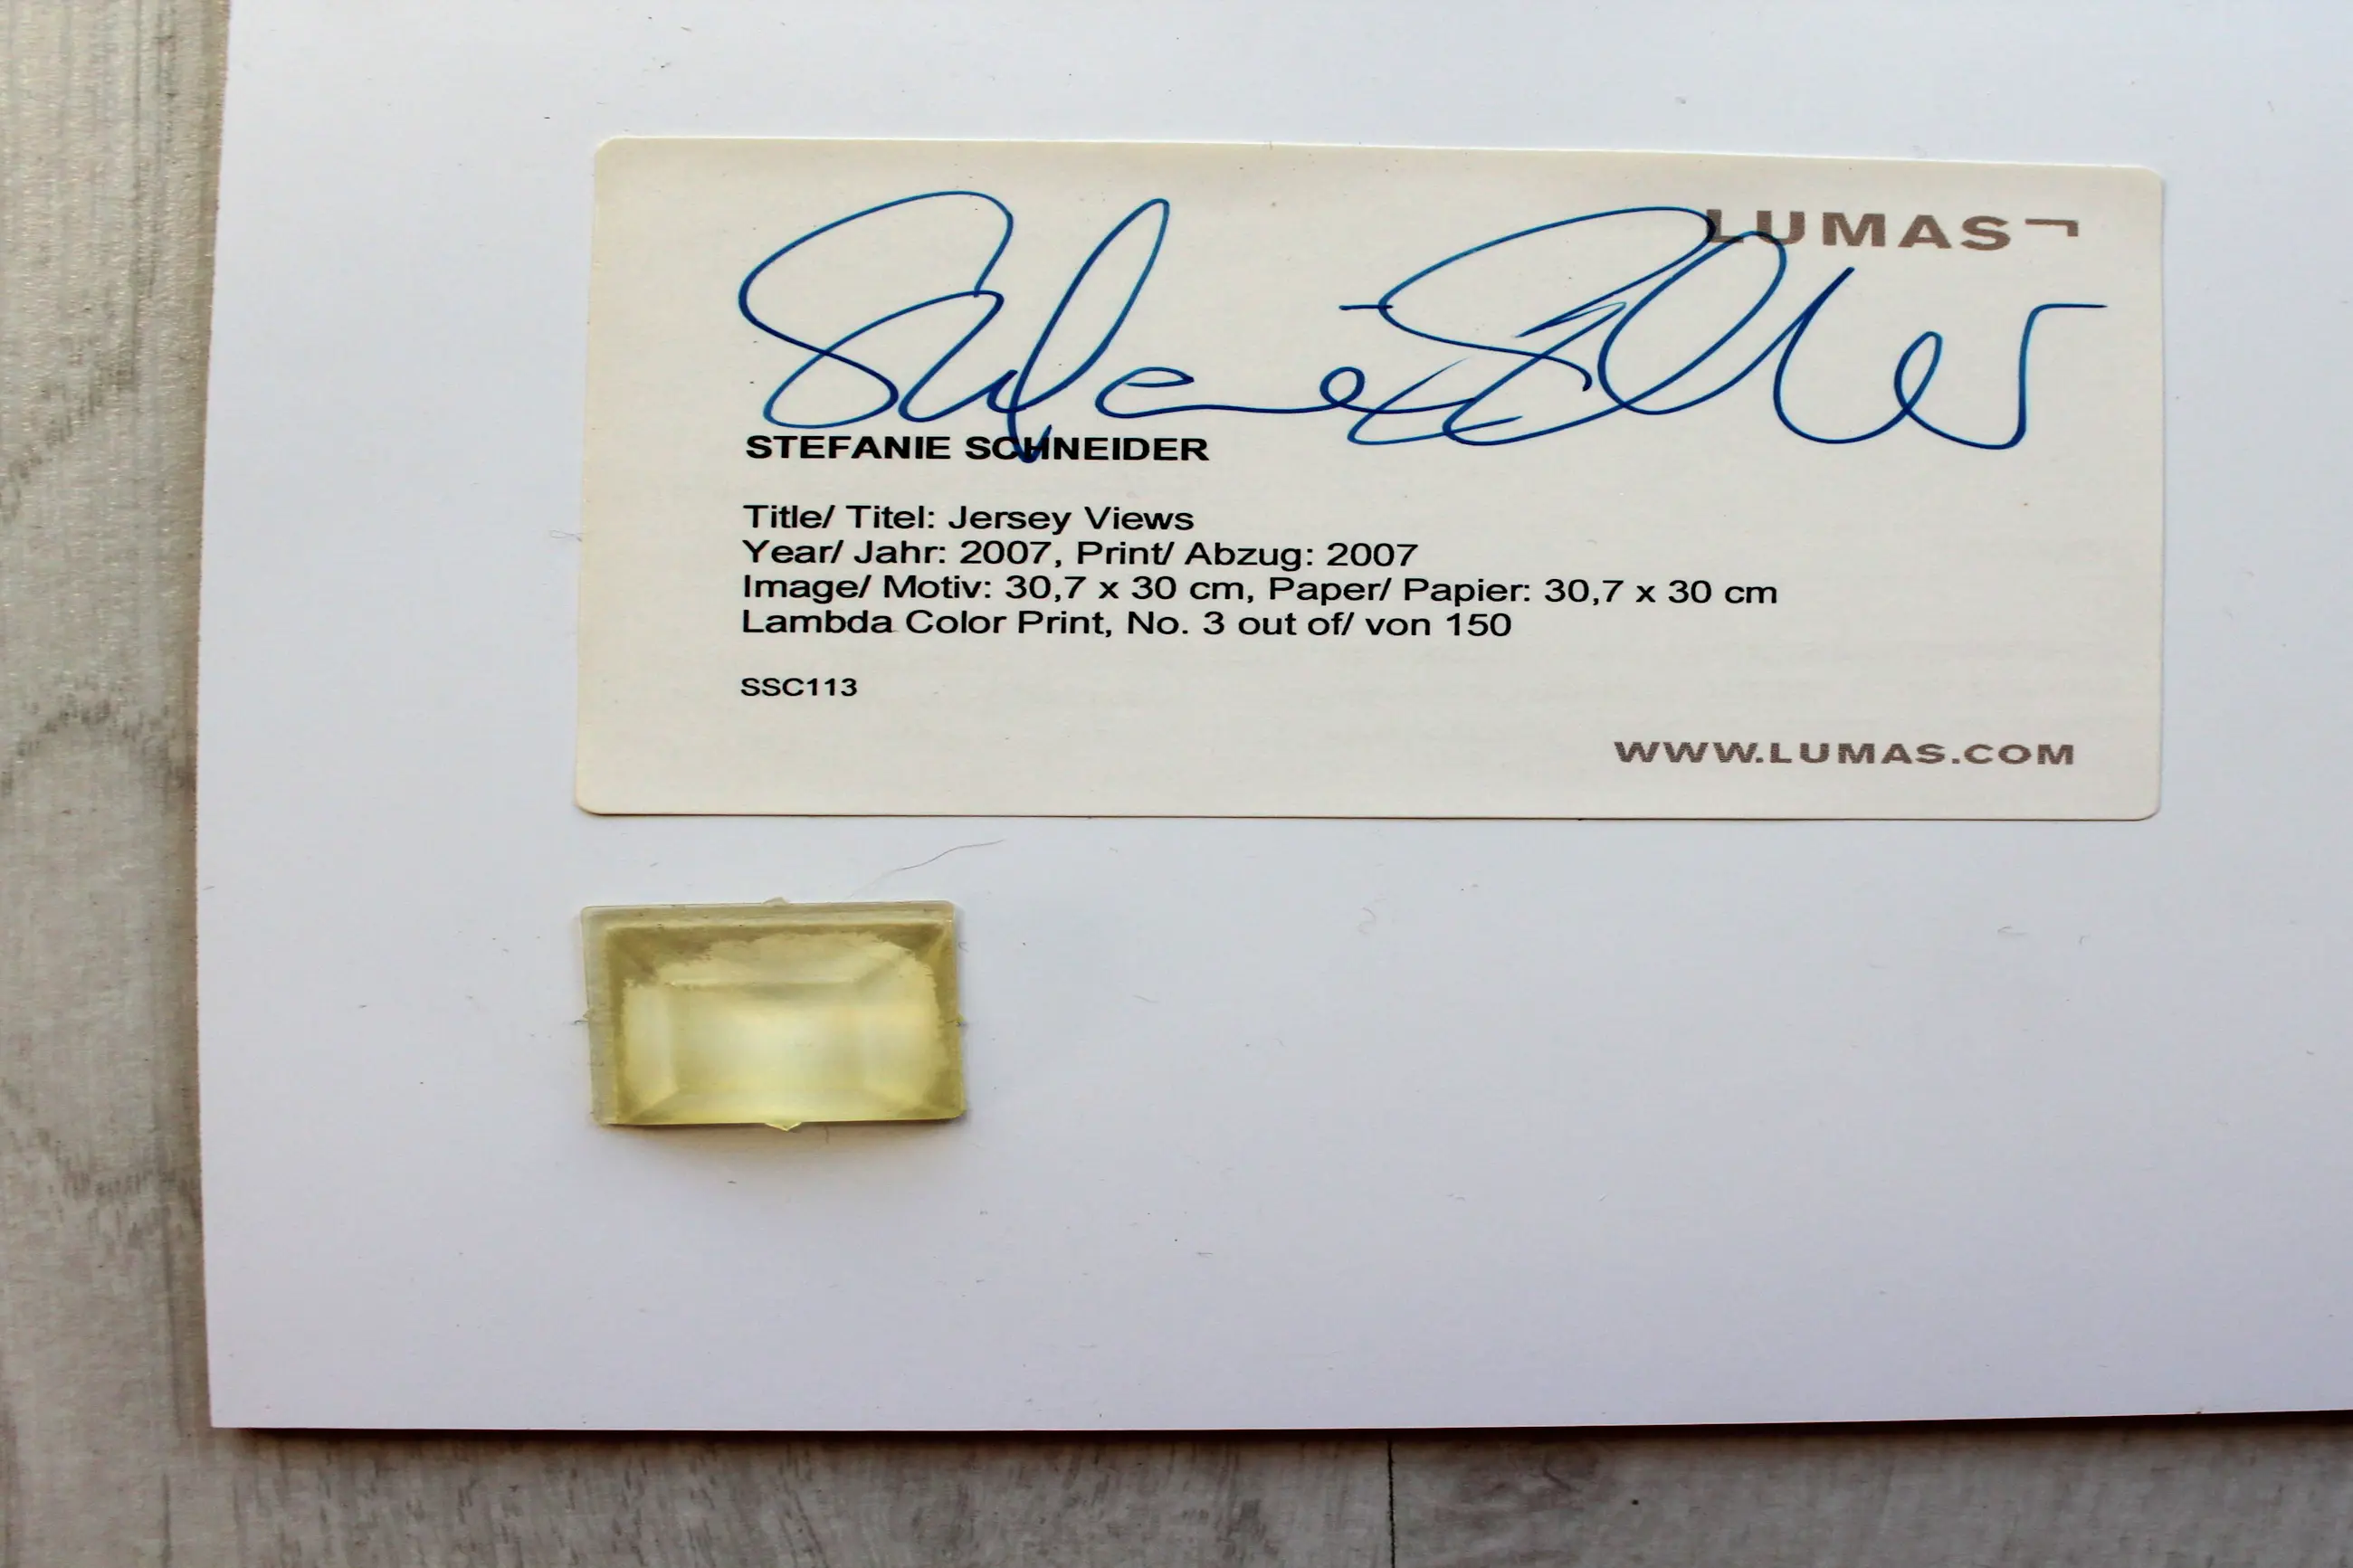 LUMAS
Stefanie Schneider
STEFANIE SCHNEIDER
Title/ Titel: Jersey Views
Year/ Jahr: 2007, Print/ Abzug: 2007
Image/ Motiv: 30,7 x 30 cm, Paper/ Papier: 30,7 x 30 cm
Lambda Color Print, No. 3 out of/ von 150
SSC113
WWW.LUMAS.COM